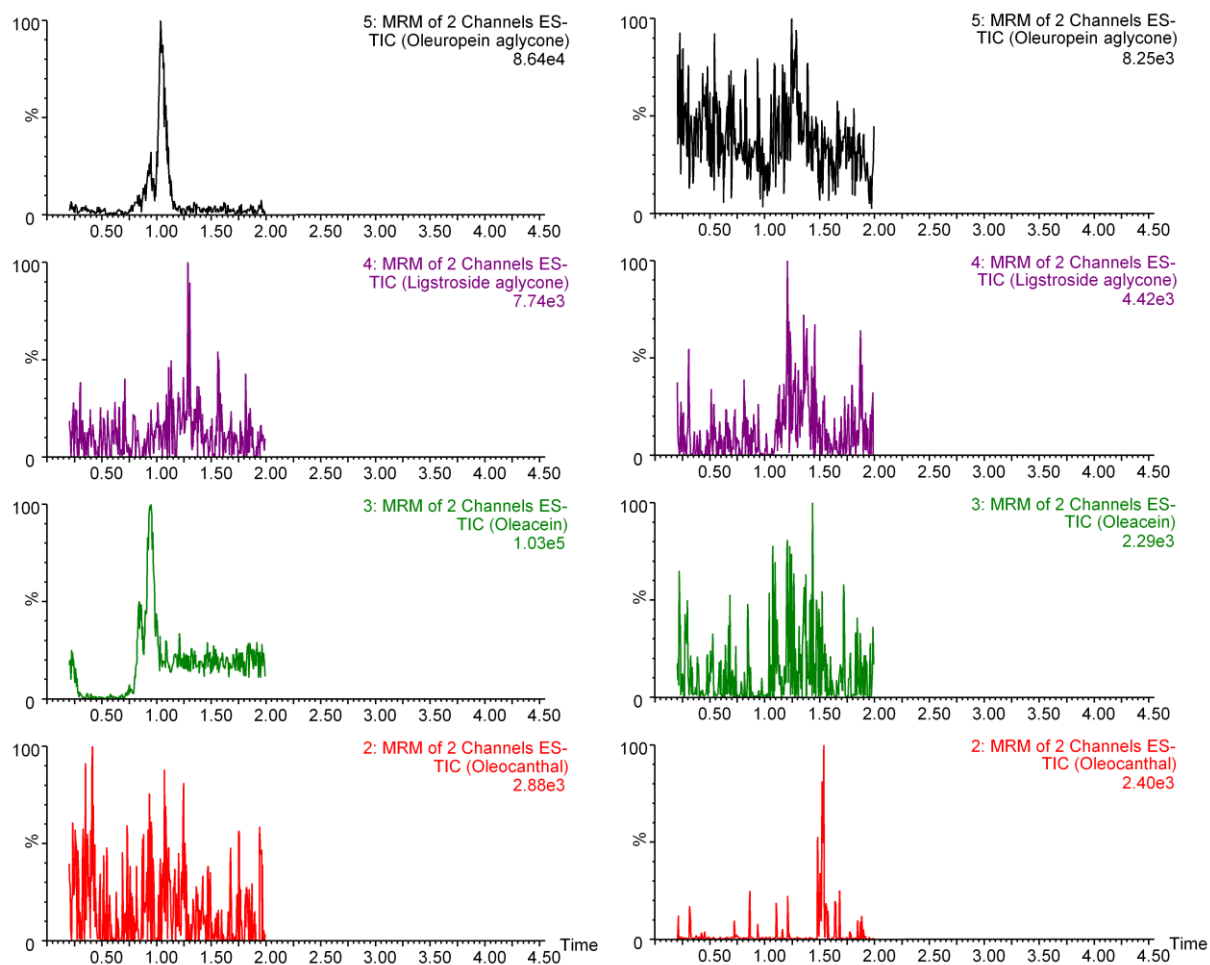 5: MRM of 2 Channels ES-
TIC (Oleuropein aglycone)
8.64e4
100
%
0
0.50 1.00 1.50 2.00 2.50 3.00 3.50 4.00 4.50
5: MRM of 2 Channels ES-
TIC (Oleuropein aglycone)
8.25e3
100
%
0
0.50 1.00 1.50 2.00 2.50 3.00 3.50 4.00 4.50
4: MRM of 2 Channels ES-
TIC (Ligstroside aglycone)
7.74e3
100
%
0
0.50 1.00 1.50 2.00 2.50 3.00 3.50 4.00 4.50
4: MRM of 2 Channels ES-
TIC (Ligstroside aglycone)
4.42e3
100
%
0
0.50 1.00 1.50 2.00 2.50 3.00 3.50 4.00 4.50
3: MRM of 2 Channels ES-
TIC (Oleacein)
1.03e5
100
%
0
0.50 1.00 1.50 2.00 2.50 3.00 3.50 4.00 4.50
3: MRM of 2 Channels ES-
TIC (Oleacein)
2.29e3
100
%
0
0.50 1.00 1.50 2.00 2.50 3.00 3.50 4.00 4.50
2: MRM of 2 Channels ES-
TIC (Oleocanthal)
2.88e3
100
%
0
Time
0.50 1.00 1.50 2.00 2.50 3.00 3.50 4.00 4.50
2: MRM of 2 Channels ES-
TIC (Oleocanthal)
2.40e3
100
%
0
Time
0.50 1.00 1.50 2.00 2.50 3.00 3.50 4.00 4.50